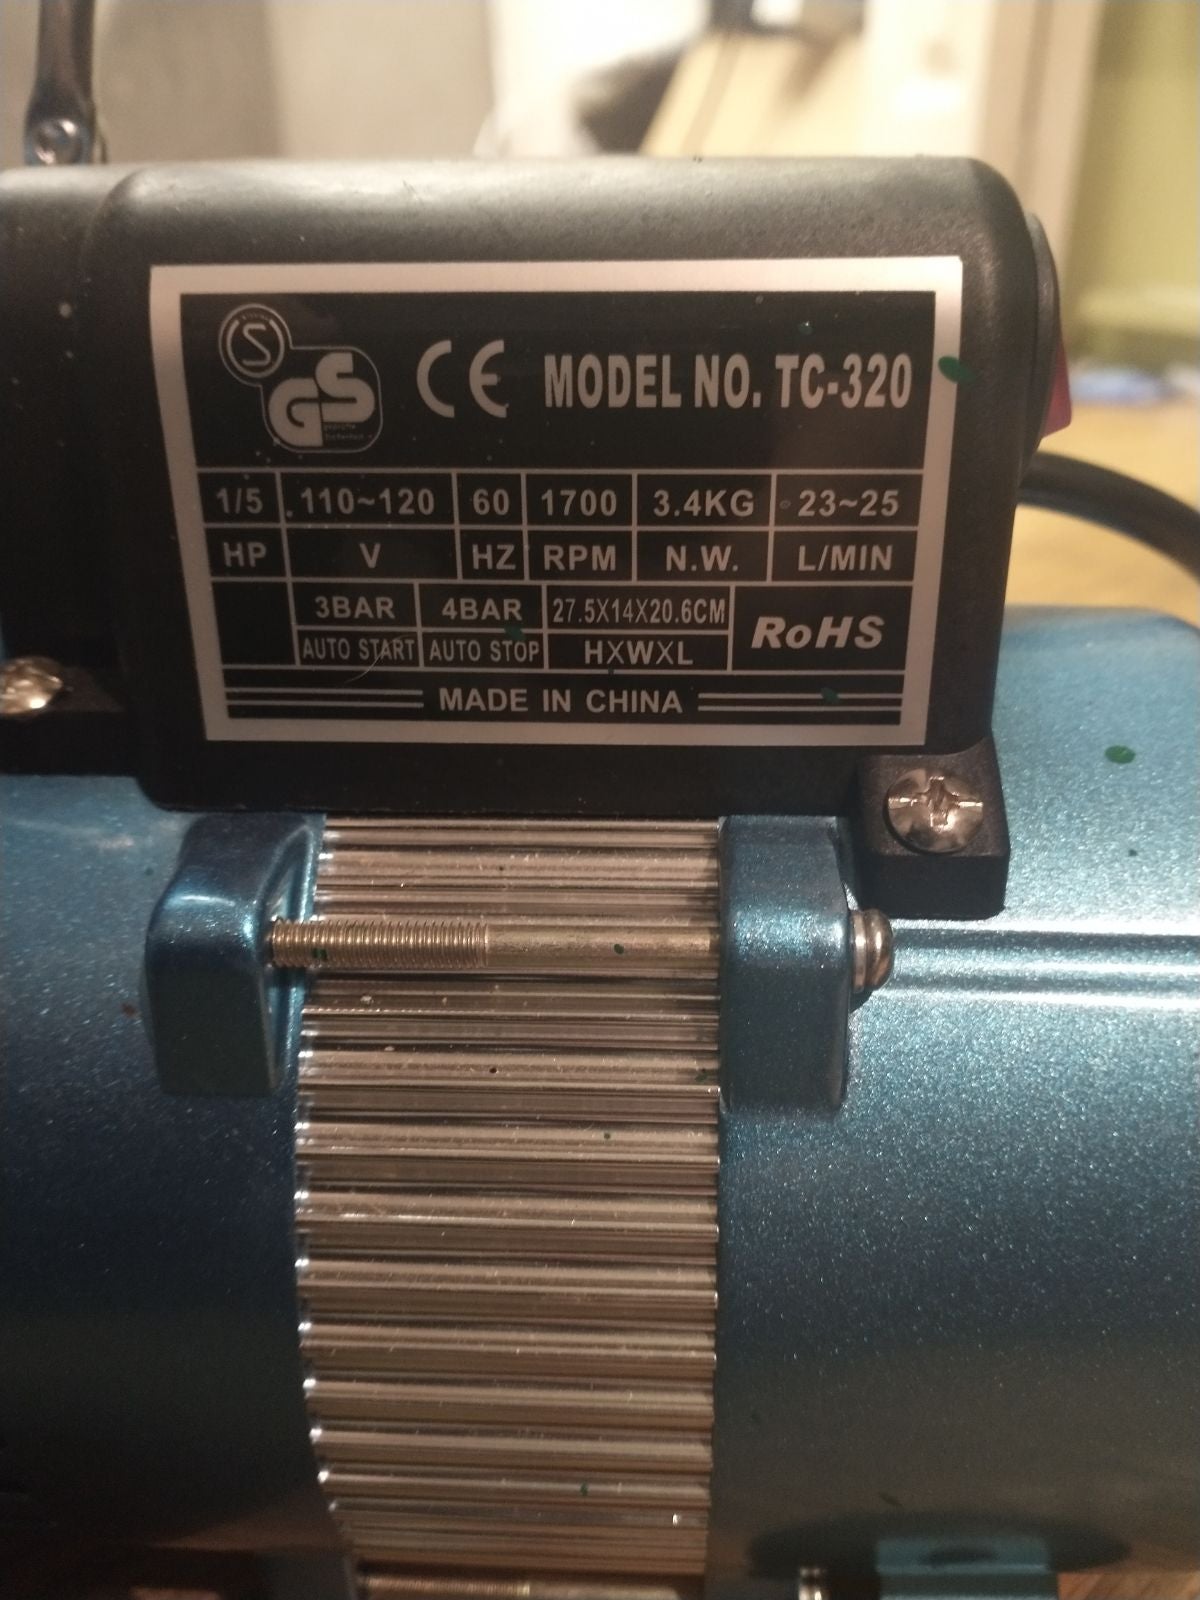 S
GS
CE MODEL NO. TC-320
1/5 110~120 60 1700 3.4KG 23~25
HP V HZ RPM N.W. L/MIN
3BAR 4BAR 27.5X14X20.6CM RoHS
AUTO START AUTO STOP HXWXL
MADE IN CHINA